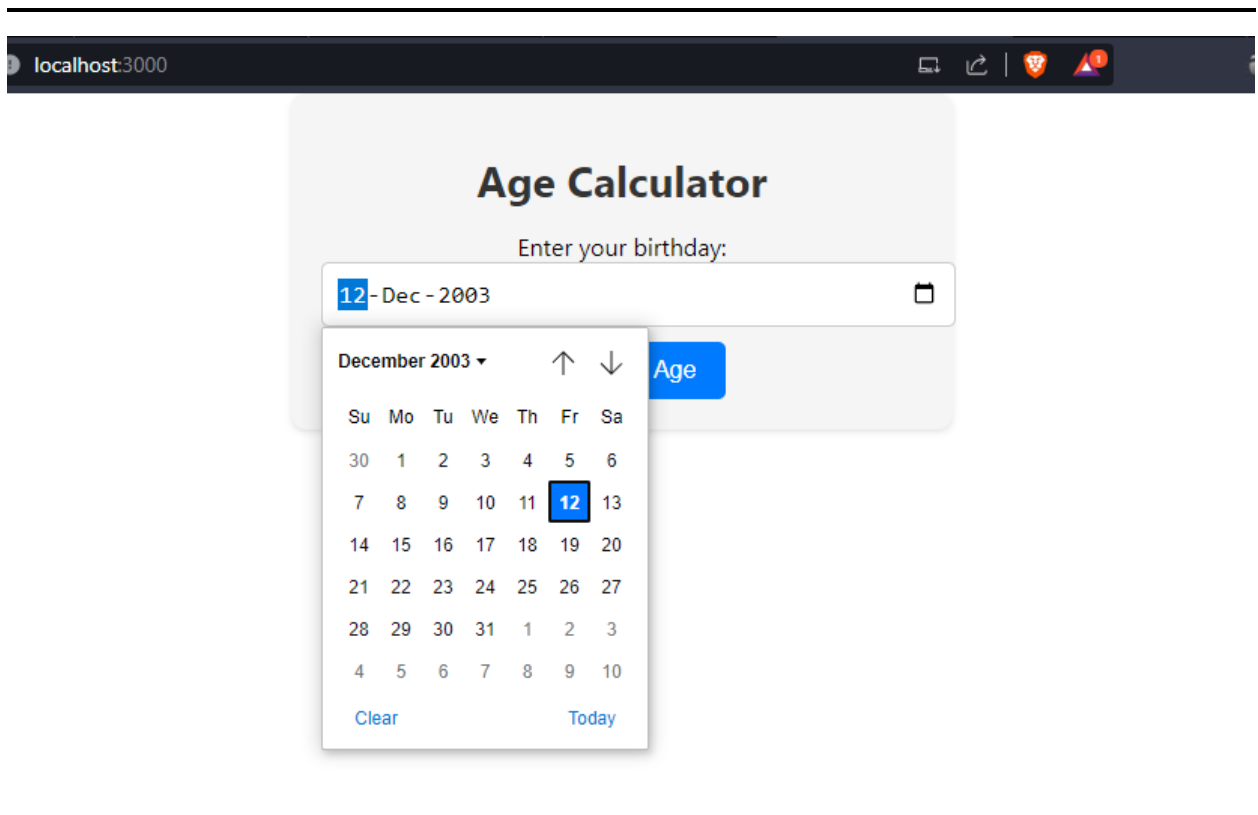 localhost:3000
1
Age Calculator
Enter your birthday:
12-Dec-2003
Age
December 2003
Su Mo Tu We Th Fr Sa
30 1 2 3 4 5 6
7 8 9 10 11 12 13
14 15 16 17 18 19 20
21 22 23 24 25 26 27
28 29 30 31 1 2 3
4 5 6 7 8 9 10
Clear Today